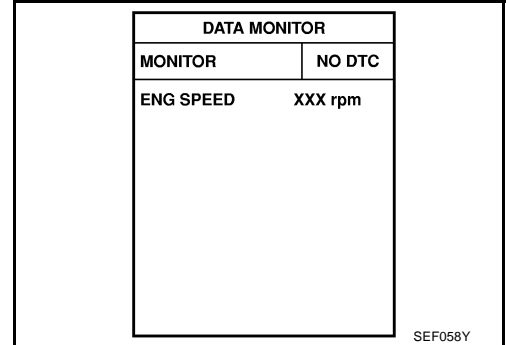 DATA MONITOR
MONITOR NO DTC
ENG SPEED XXX rpm
SEF058Y